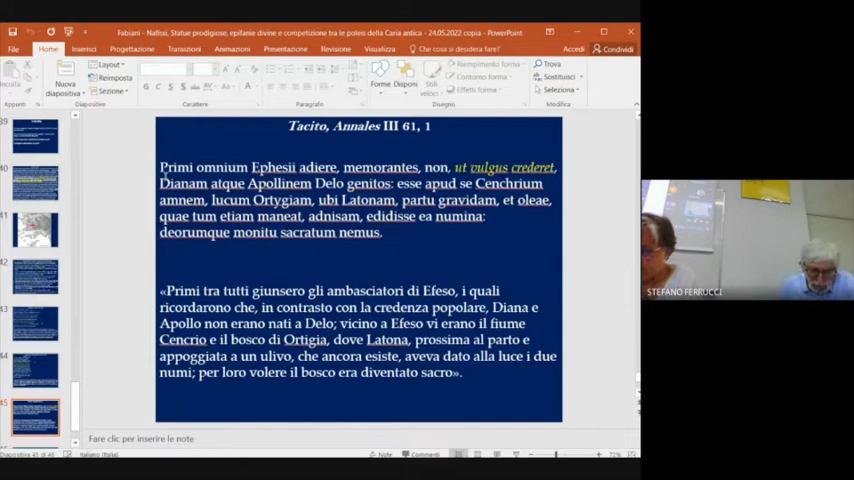 Fabiani - Nafissi, Statue prodigiose, epifanie divine e competizione tra le poleis della Caria antica - 24.05.2022 copia - PowerPoint
File Home Inserisci Progettazione Transizioni Animazioni Presentazione Revisione Visualizza Che cosa si desidera fare? Accedi Condividi
Layout
Reimposta
Sezione
Nuova
diapositiva
Forme Disponi Stili
veloci
Riempimento forma
Contorno forma
Effetti forma
Trova
Sostituisci
Seleziona
Appunti Diapositive Carattere Paragrafo Disegno Modifica
39
40
41
42
43
44
45
Tacito, Annales III 61, 1
Primi omnium Ephesii adiere, memorantes, non, ut vulgus crederet,
Dianam atque Apollinem Delo genitos: esse apud se Cenchrium
amnem, lucum Ortygiam, ubi Latonam, partu gravidam, et oleae,
quae tum etiam maneat, adnisam, edidisse ea numina:
deorumque monitu sacratum nemus.
«Primi tra tutti giunsero gli ambasciatori di Efeso, i quali
ricordarono che, in contrasto con la credenza popolare, Diana e
Apollo non erano nati a Delo; vicino a Efeso vi erano il fiume
Cencrio e il bosco di Ortigia, dove Latona, prossima al parto e
appoggiata a un ulivo, che ancora esiste, aveva dato alla luce i due
numi; per loro volere il bosco era diventato sacro».
Fare clic per inserire le note
Italiano (Italia) Note Commenti
STEFANO FERRUCCI